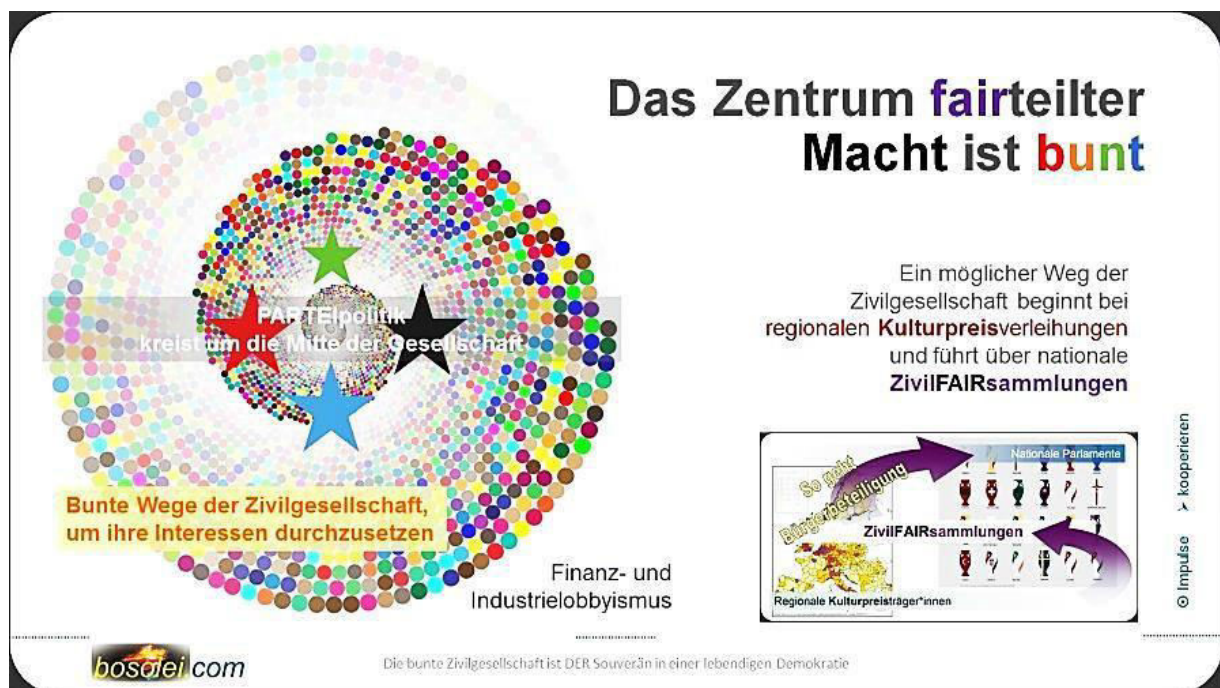 Das Zentrum fairteilter
Macht ist bunt
PARTEIpolitik
kreist um die Mitte der Gesellschaft
Ein möglicher Weg der
Zivilgesellschaft beginnt bei
regionalen Kulturpreisverleihungen
und führt über nationale
ZivilFAIRsammlungen
Bunte Wege der Zivilgesellschaft,
um ihre Interessen durchzusetzen
Finanz- und
Industrielobbyismus
So geht
Bürgerbeteiligung
Nationale Parlamente
ZivilFAIRsammlungen
Regionale Kulturpreisträger*innen
Impulse ➤ kooperieren
bosolei.com
Die bunte Zivilgesellschaft ist DER Souverän in einer lebendigen Demokratie